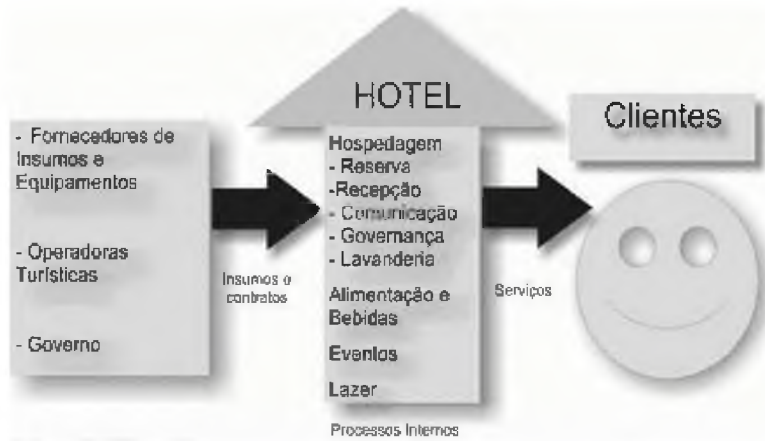 - Fornecedores de
Insumos e
Equipamentos
- Operadoras
Turísticas
- Governo
Insumos e
contratos
HOTEL
Hospedagem
- Reserva
-Recepção
- Comunicação
- Governança
- Lavanderia
Alimentação e
Bebidas
Eventos
Lazer
Processos Internos
Serviços
Clientes